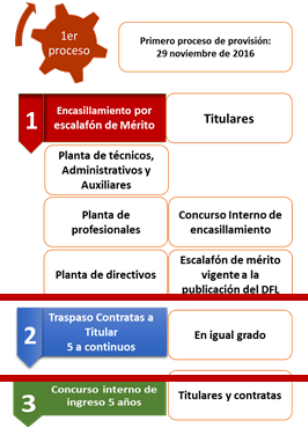 1er
proceso
Primero proceso de provisión:
29 noviembre de 2016
1
Encasillamiento por
escalafón de Mérito
Titulares
Planta de técnicos,
Administrativos y
Auxiliares
Planta de
profesionales
Concurso Interno de
encasillamiento
Planta de directivos
Escalafón de mérito
vigente a la
publicación del DFL
2
Traspaso Contratas a
Titular
5 a continuos
En igual grado
3
Concurso interno de
ingreso 5 años
Titulares y contratas